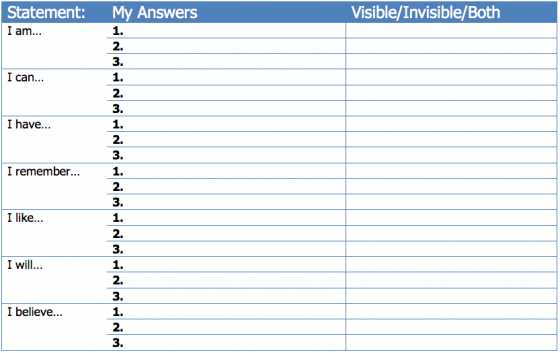 Statement: My Answers Visible/Invisible/Both
I am... 1.
2.
3.
I can... 1.
2.
3.
I have... 1.
2.
3.
I remember... 1.
2.
3.
I like... 1.
2.
3.
I will... 1.
2.
3.
I believe... 1.
2.
3.